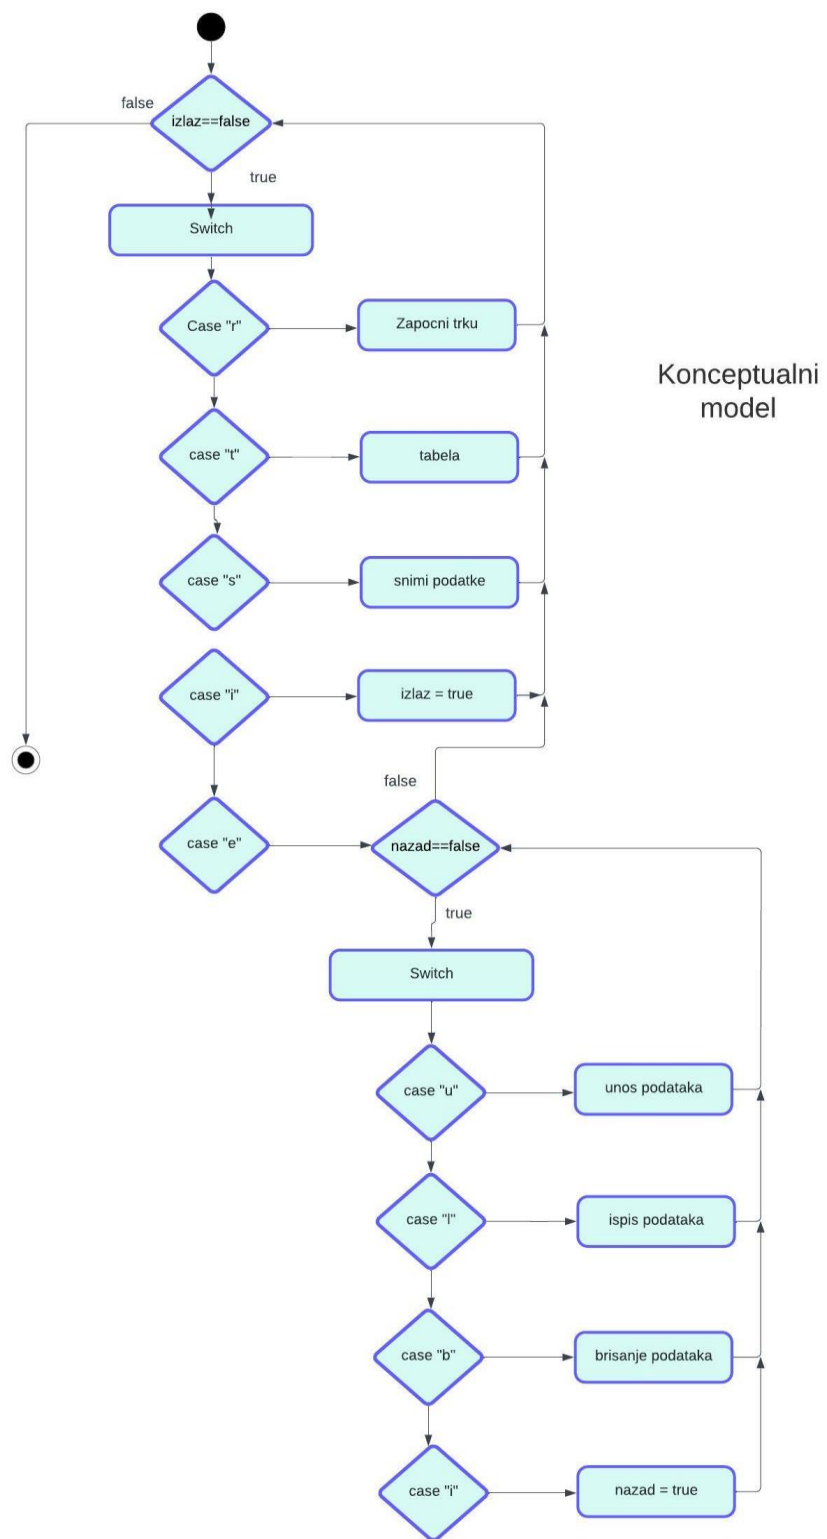 false
izlaz==false
true
Switch
Case "r"
Zapocni trku
Konceptualni
model
case "t"
tabela
case "s"
snimi podatke
case "i"
izlaz = true
false
case "e"
nazad==false
true
Switch
case "u"
unos podataka
case "l"
ispis podataka
case "b"
brisanje podataka
case "i"
nazad = true